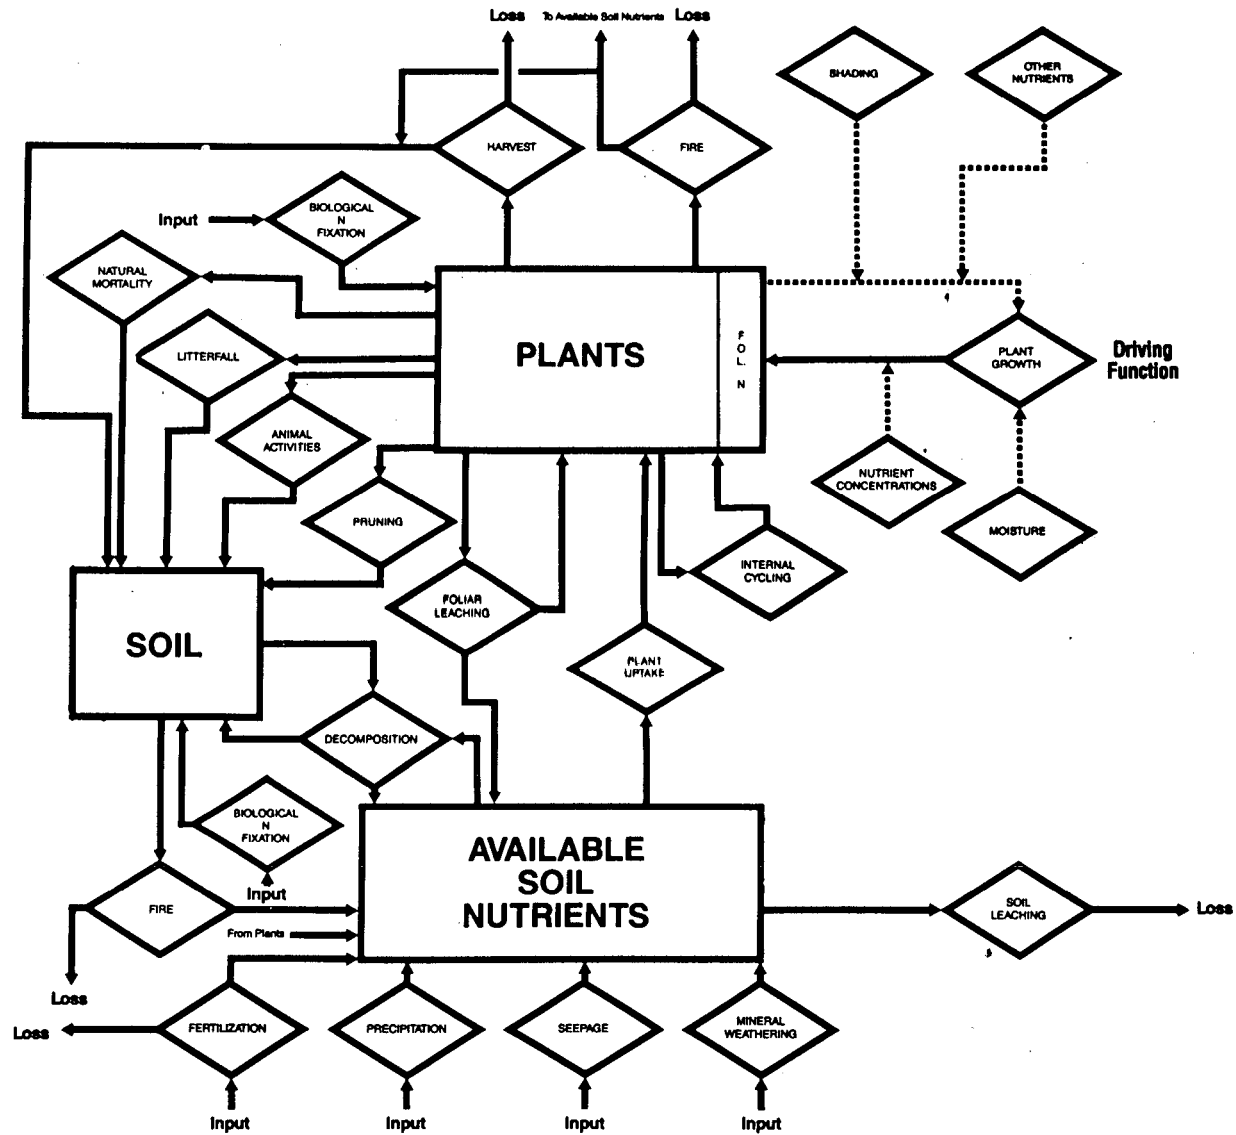 Loss
To Available Soil Nutrients
Loss
SHADING
OTHER
NUTRIENTS
HARVEST
FIRE
Input
BIOLOGICAL
N
FIXATION
NATURAL
MORTALITY
LITTERFALL
PLANTS
F
O
L.
N
PLANT
GROWTH
Driving
Function
ANIMAL
ACTIVITIES
NUTRIENT
CONCENTRATIONS
PRUNING
MOISTURE
INTERNAL
CYCLING
FOLIAR
LEACHING
SOIL
PLANT
UPTAKE
DECOMPOSITION
BIOLOGICAL
N
FIXATION
Input
AVAILABLE
SOIL
NUTRIENTS
FIRE
From Plants
SOIL
LEACHING
Loss
Loss
Loss
FERTILIZATION
PRECIPITATION
SEEPAGE
MINERAL
WEATHERING
Input
Input
Input
Input